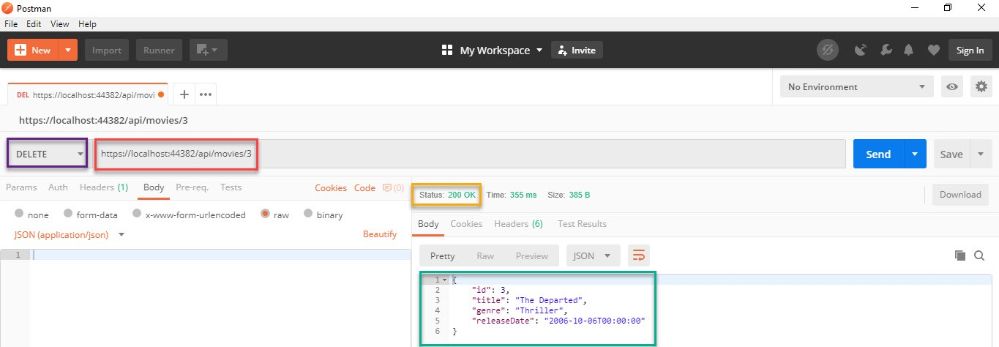 Postman
File Edit View Help
New Import Runner My Workspace Invite Sign In
DEL https://localhost:44382/api/movi No Environment
https://localhost:44382/api/movies/3
DELETE https://localhost:44382/api/movies/3 Send Save
Params Auth Headers (1) Body Pre-req. Tests Cookies Code (0)
Status: 200 OK Time: 355 ms Size: 385 B Download
none form-data x-www-form-urlencoded raw binary
Body Cookies Headers (6) Test Results
JSON (application/json) Beautify
Pretty Raw Preview JSON
1
1 {
2 "id": 3,
3 "title": "The Departed",
4 "genre": "Thriller",
5 "releaseDate": "2006-10-06T00:00:00"
6 }